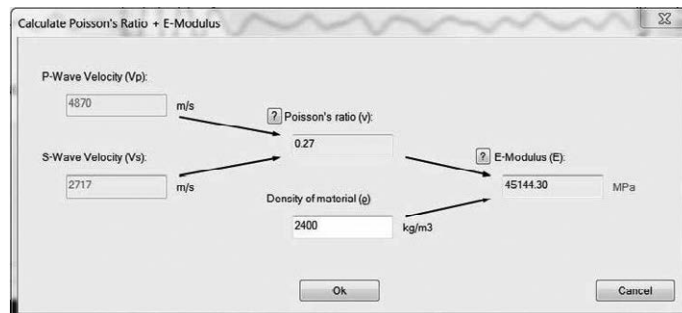 Calculate Poisson's Ratio + E-Modulus
P-Wave Velocity (Vp):
4870 m/s
? Poisson's ratio (v):
0.27
S-Wave Velocity (Vs):
2717 m/s
? E-Modulus (E):
45144.30 MPa
Density of material (ϱ)
2400 kg/m3
Ok
Cancel